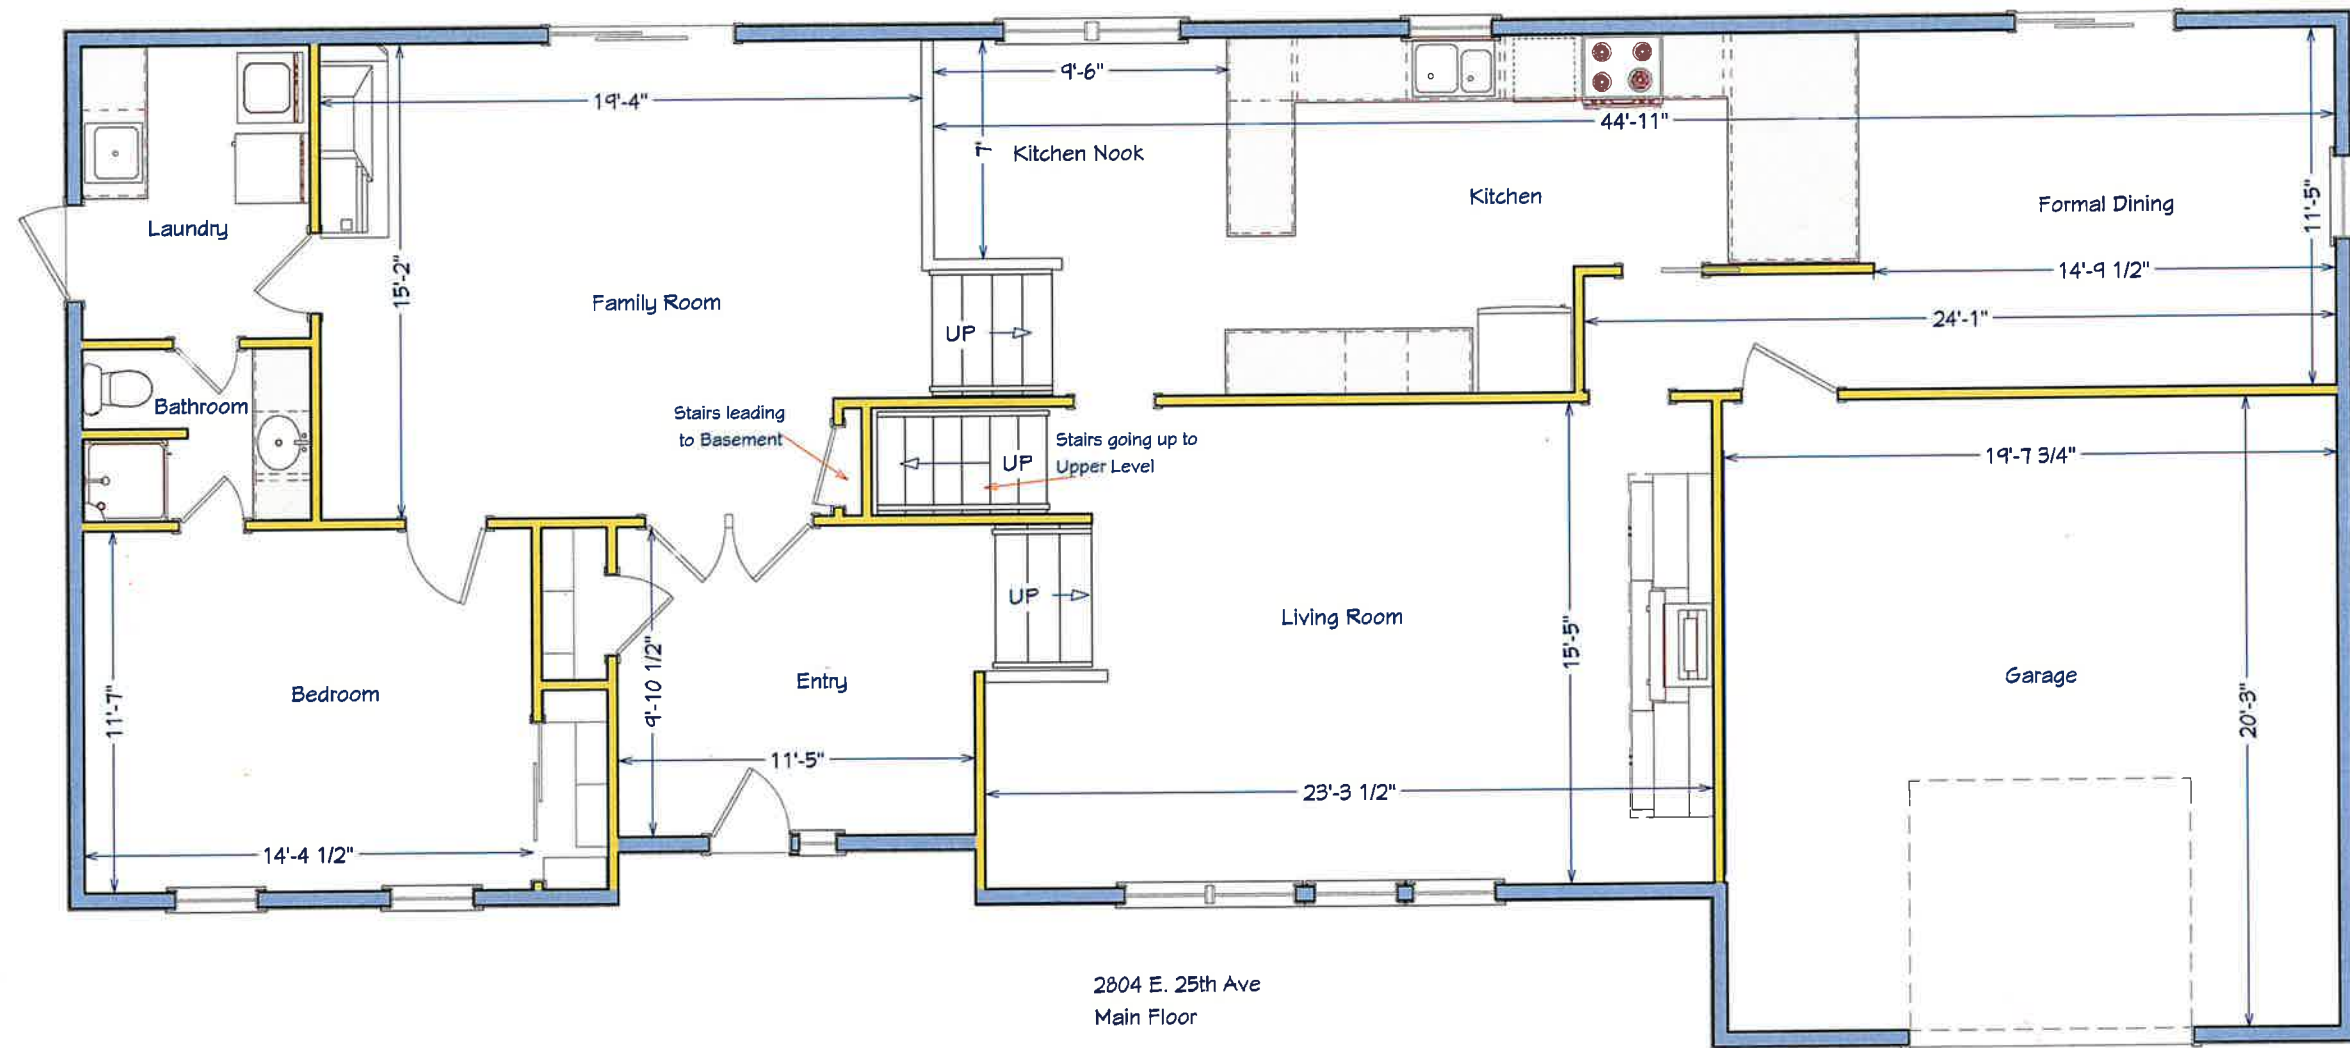 9'-6"
19'-4"
44'-11"
7'
Kitchen Nook
Kitchen
Formal Dining
11'-5"
Laundry
15'-2"
14'-9 1/2"
Family Room
24'-1"
UP
Bathroom
Stairs leading
to Basement
UP
Stairs going up to
Upper Level
19'-7 3/4"
UP
Living Room
15'-5"
Garage
Bedroom
11'-7"
9'-10 1/2"
Entry
20'-3"
11'-5"
23'-3 1/2"
14'-4 1/2"
2804 E. 25th Ave
Main Floor